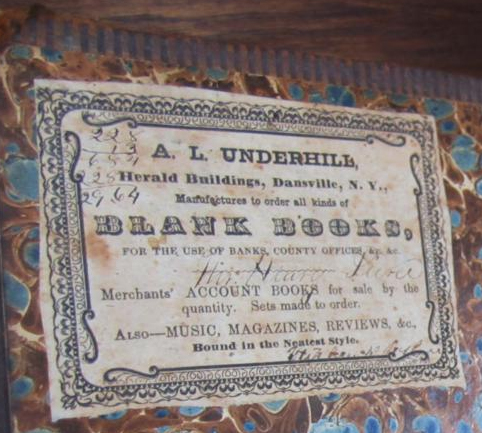 A. L. UNDERHILL,
Herald Buildings, Dansville, N. Y.,
Manufactures to order all kinds of
BLANK BOOKS,
FOR THE USE OF BANKS, COUNTY OFFICES, &c. &c.
Merchants' ACCOUNT BOOKS for sale by the
quantity. Sets made to order.
ALSO—MUSIC, MAGAZINES, REVIEWS, &c.,
Bound in the Neatest Style.